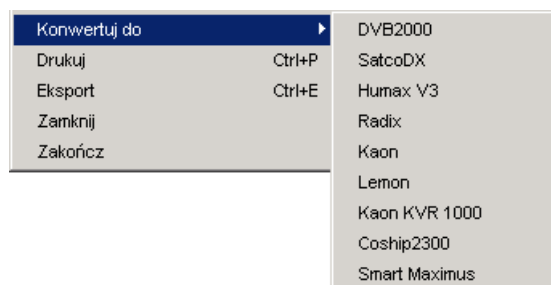 Konwertuj do
Drukuj Ctrl+P
Eksport Ctrl+E
Zamknij
Zakończ
DVB2000
SatcoDX
Humax V3
Radix
Kaon
Lemon
Kaon KVR 1000
Coship2300
Smart Maximus